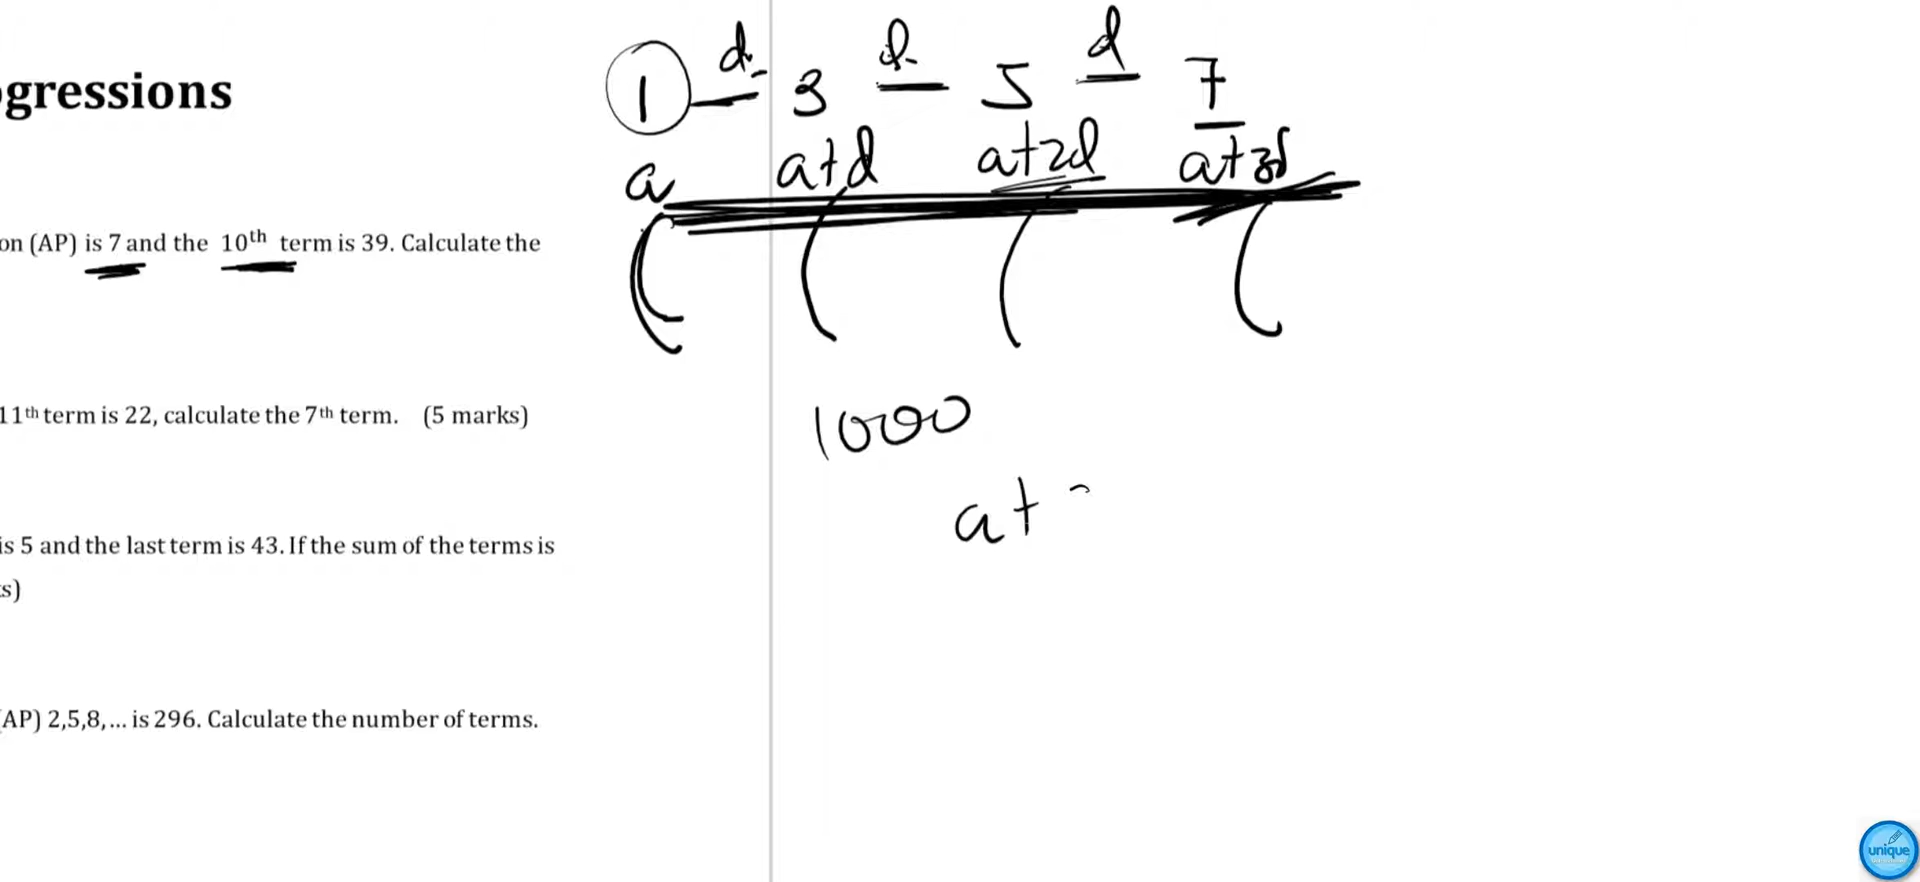 gressions
on (AP) is 7 and the 10th term is 39. Calculate the
11th term is 22, calculate the 7th term. (5 marks)
is 5 and the last term is 43. If the sum of the terms is
s)
(AP) 2,5,8,... is 296. Calculate the number of terms.
1 d 3 d 5 d 7
a a+d a+2d a+3d
1000
a+
unique